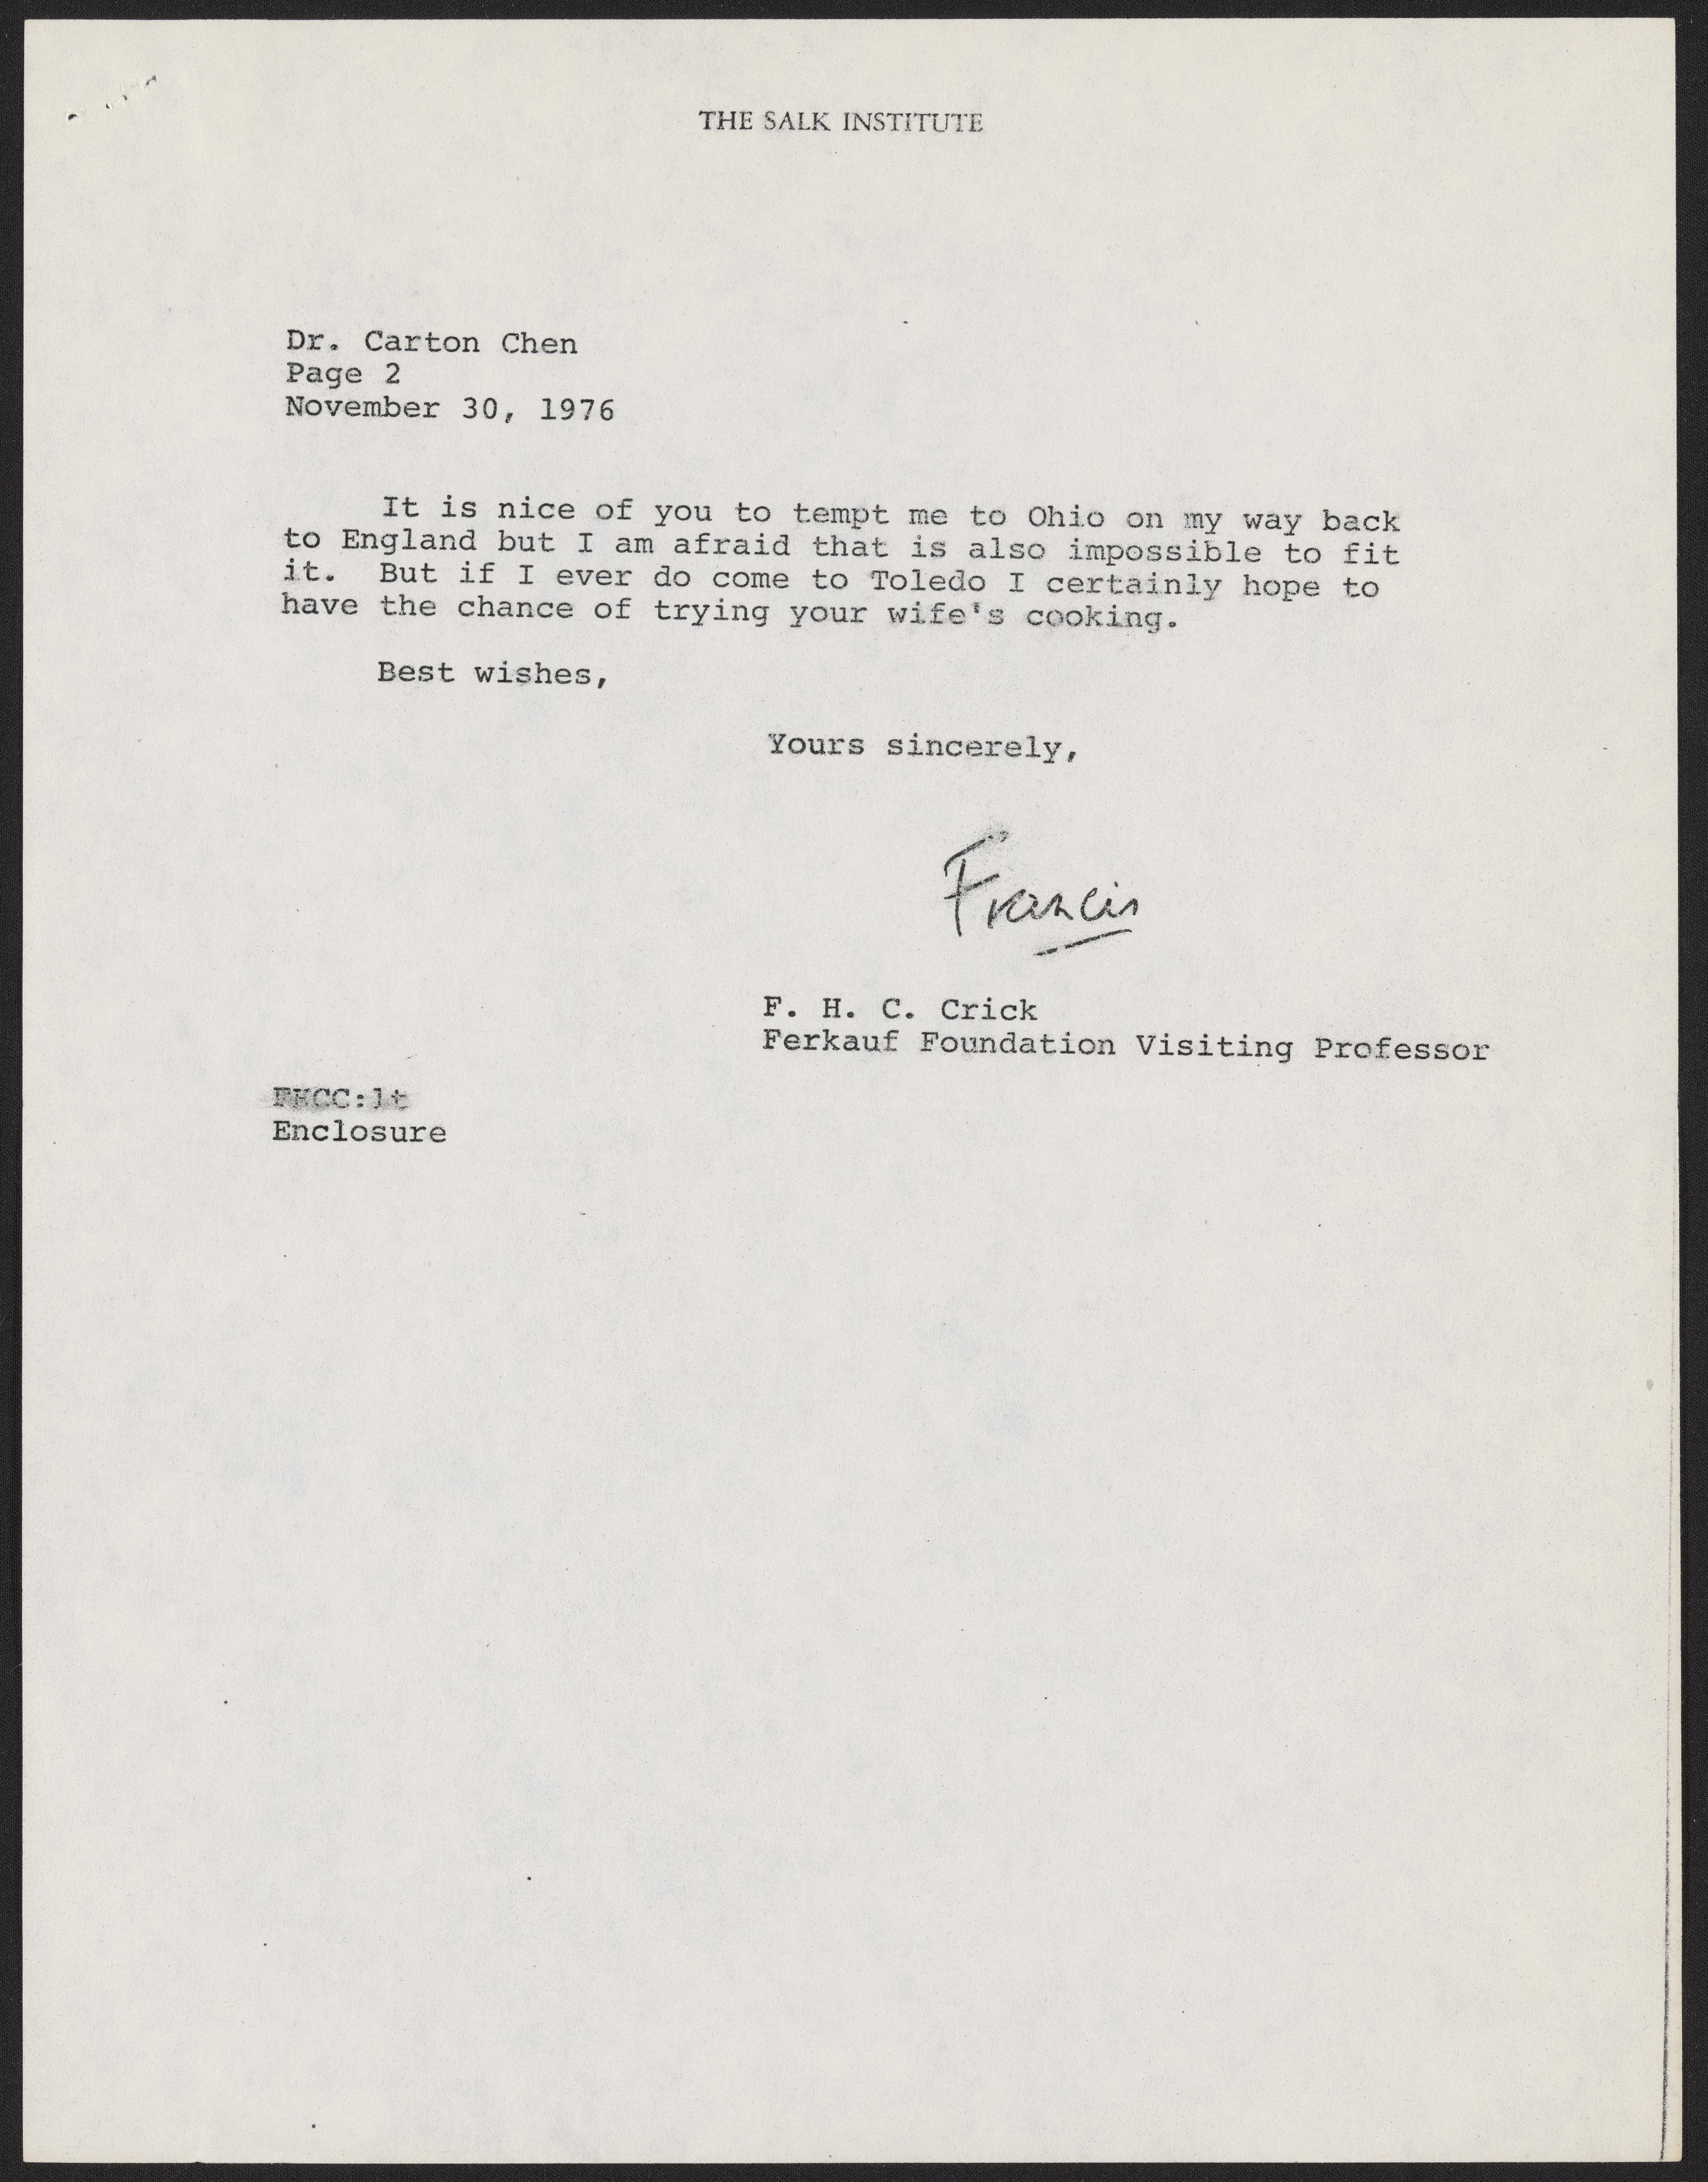 THE SALK INSTITUTE
Dr. Carton Chen
Page 2
November 30, 1976
It is nice of you to tempt me to Ohio on my way back
to England but I am afraid that is also impossible to fit
it. But if I ever do come to Toledo I certainly hope to
have the chance of trying your wife's cooking.
Best wishes,
Yours sincerely,
Francis
F. H. C. Crick
Ferkauf Foundation Visiting Professor
FHCC:lt
Enclosure